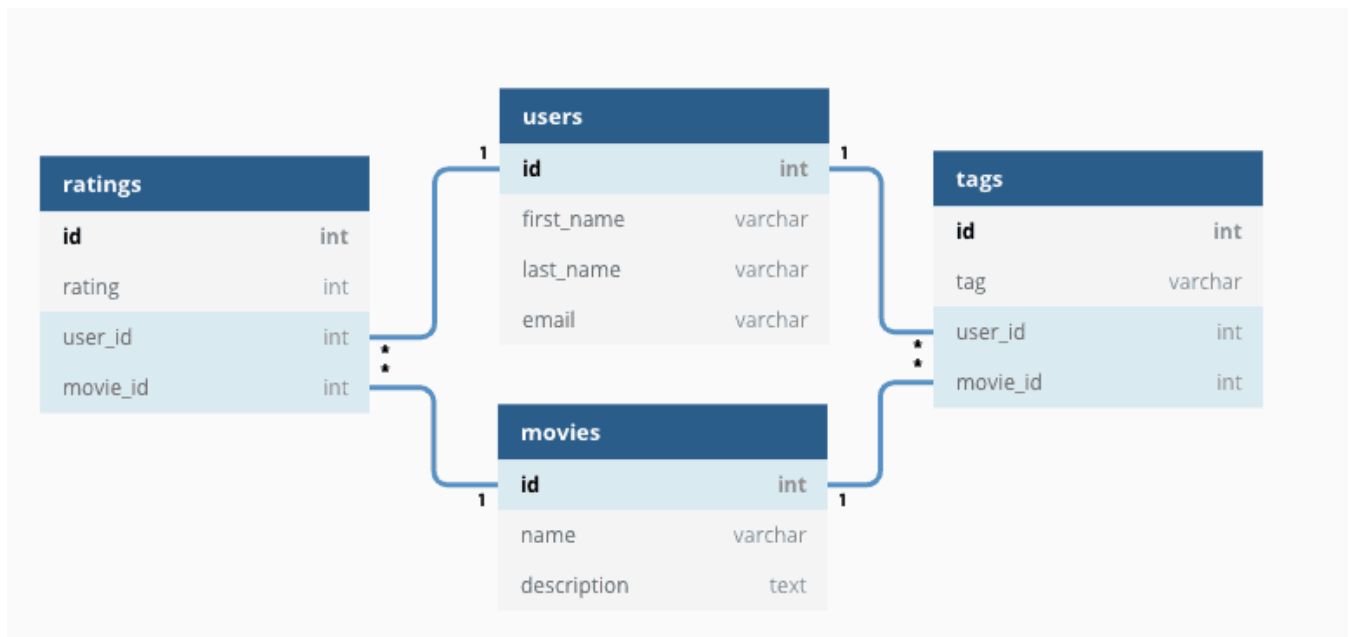 users
1
id int
1
first_name varchar
last_name varchar
email varchar
ratings
id int
rating int
user_id int
*
movie_id int
*
tags
id int
tag varchar
user_id int
*
movie_id int
*
movies
id int
1
1
name varchar
description text